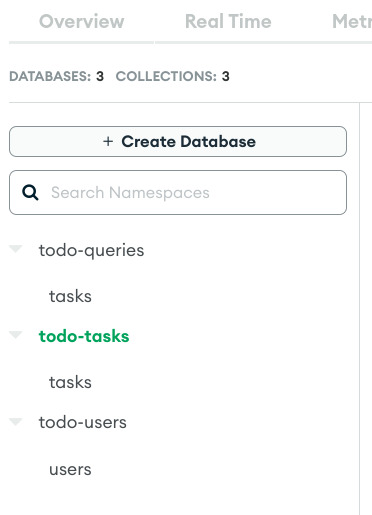 Overview Real Time Metr
DATABASES: 3 COLLECTIONS: 3
+ Create Database
Search Namespaces
todo-queries
tasks
todo-tasks
tasks
todo-users
users